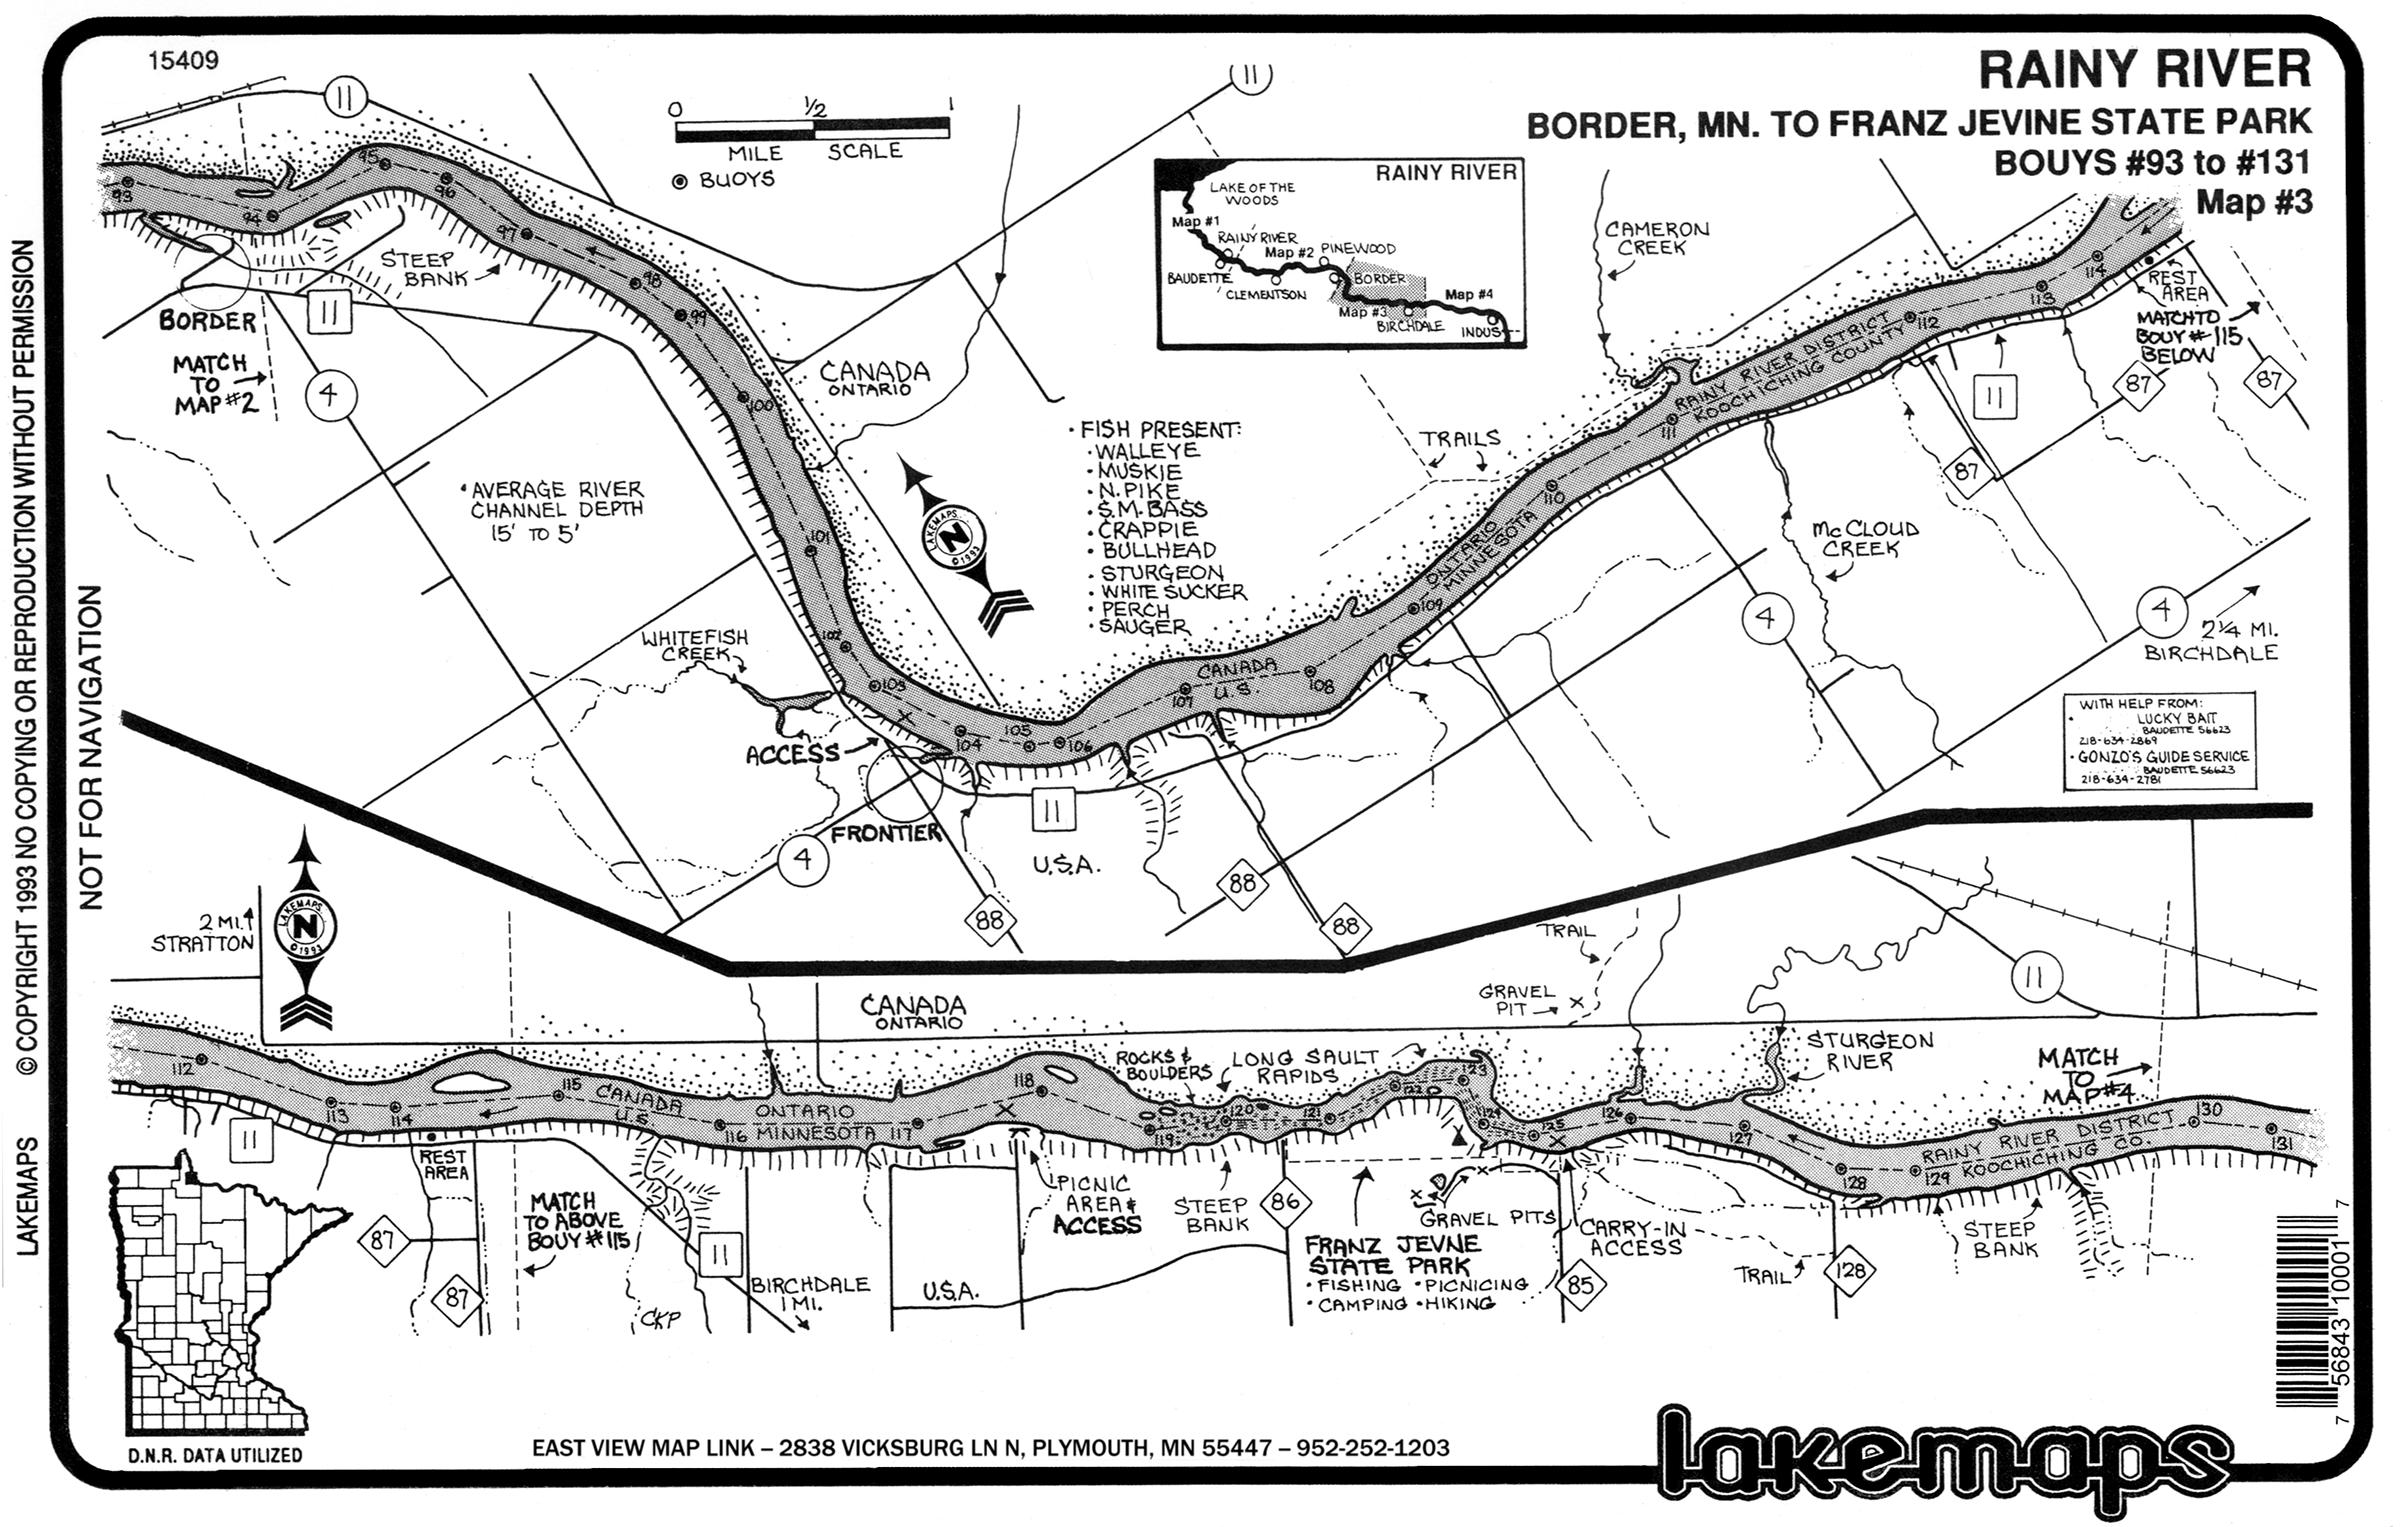 15409
RAINY RIVER
BORDER, MN. TO FRANZ JEVINE STATE PARK
BOUYS #93 to #131
Map #3
11
11
0 1/2 1
MILE SCALE
BUOYS
RAINY RIVER
LAKE OF THE
WOODS
Map #1
RAINY RIVER
Map #2
PINEWOOD
BAUDETTE
CLEMENTSON
BORDER
Map #3
BIRCHDALE
Map #4
INDUS
CAMERON
CREEK
93
94
95
96
97
98
99
100
101
102
103
104
105
106
107
108
109
110
111
112
113
114
STEEP
BANK
BORDER
11
MATCH
TO
MAP #2
4
CANADA
ONTARIO
REST
AREA
MATCH TO
BOUY #115
BELOW
87
87
87
11
RAINY RIVER DISTRICT
KOOCHICHING COUNTY
• AVERAGE RIVER
CHANNEL DEPTH
15' TO 5'
LAKEMAPS
N
©1993
• FISH PRESENT:
• WALLEYE
• MUSKIE
• N. PIKE
• S.M. BASS
• CRAPPIE
• BULLHEAD
• STURGEON
• WHITE SUCKER
• PERCH
• SAUGER
TRAILS
ONTARIO
MINNESOTA
McCLOUD
CREEK
4
4
2 1/4 MI.
BIRCHDALE
WHITEFISH
CREEK
CANADA
U.S.
ACCESS
FRONTIER
11
4
U.S.A.
88
88
88
WITH HELP FROM:
• LUCKY BAIT
BAUDETTE 56623
218-634-2869
• GONZO'S GUIDE SERVICE
BAUDETTE 56623
218-634-2781
2 MI.
STRATTON
LAKEMAPS
N
©1993
CANADA
ONTARIO
TRAIL
GRAVEL
PIT
11
ROCKS &
BOULDERS
LONG SAULT
RAPIDS
STURGEON
RIVER
MATCH
TO
MAP #4
112
113
114
115
116
117
118
119
120
121
122
123
124
125
126
127
128
129
130
131
CANADA
U.S.
ONTARIO
MINNESOTA
RAINY RIVER DISTRICT
KOOCHICHING CO.
11
REST
AREA
87
87
MATCH
TO ABOVE
BOUY #115
CKP
11
BIRCHDALE
1 MI.
U.S.A.
PICNIC
AREA &
ACCESS
STEEP
BANK
86
FRANZ JEVNE
STATE PARK
• FISHING • PICNICING
• CAMPING • HIKING
GRAVEL PITS
85
CARRY-IN
ACCESS
TRAIL
128
STEEP
BANK
D.N.R. DATA UTILIZED
EAST VIEW MAP LINK – 2838 VICKSBURG LN N, PLYMOUTH, MN 55447 – 952-252-1203
lakemaps
7 56843 10001 7
NOT FOR NAVIGATION
LAKEMAPS © COPYRIGHT 1993 NO COPYING OR REPRODUCTION WITHOUT PERMISSION